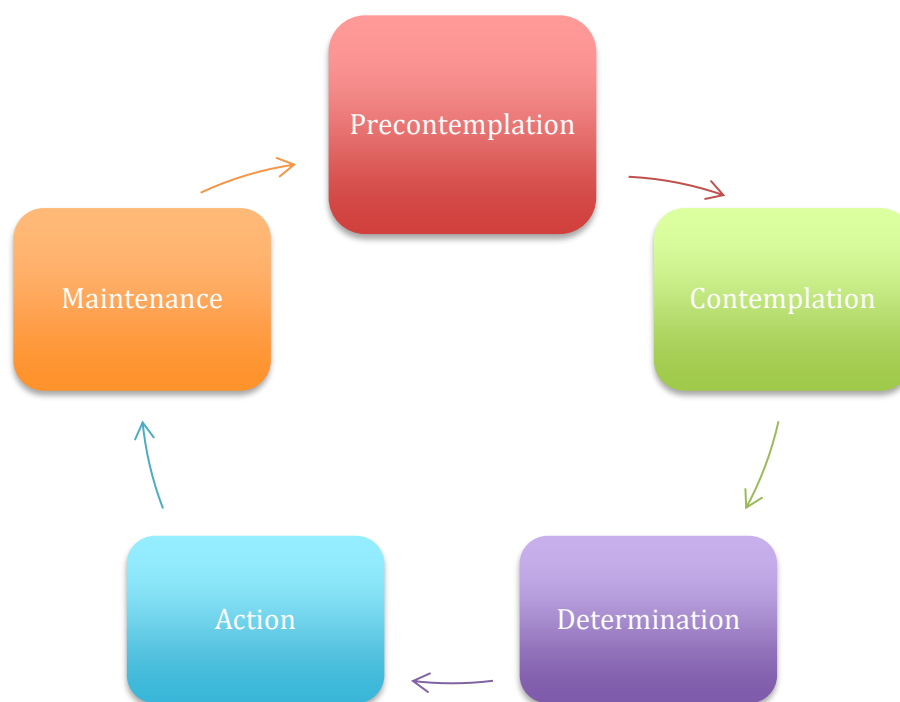 Precontemplation
Contemplation
Determination
Action
Maintenance